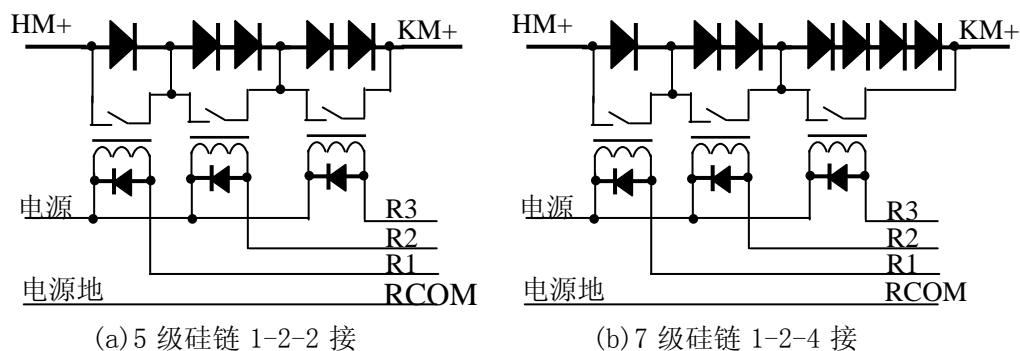 HM+ KM+
电源
R3
R2
R1
电源地 RCOM
(a)5 级硅链 1-2-2 接
HM+ KM+
电源
R3
R2
R1
电源地 RCOM
(b)7 级硅链 1-2-4 接